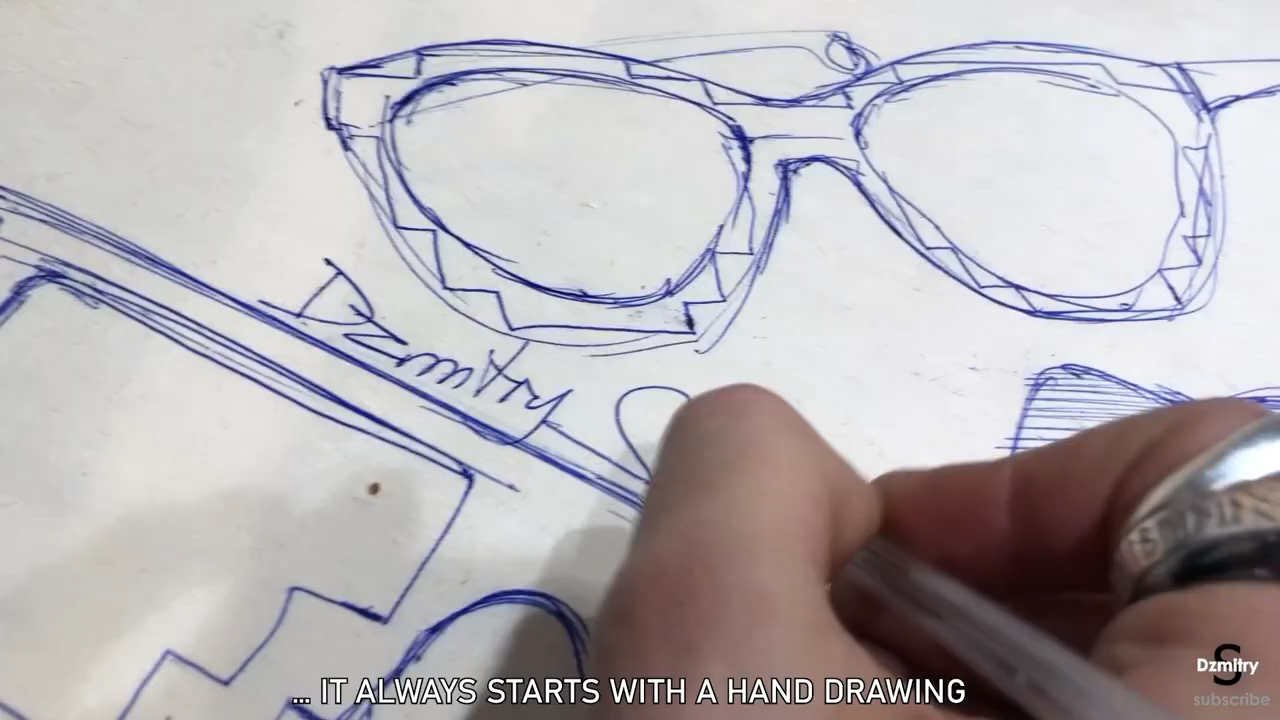 Dzmitry
... IT ALWAYS STARTS WITH A HAND DRAWING
S
Dzmitry
subscribe